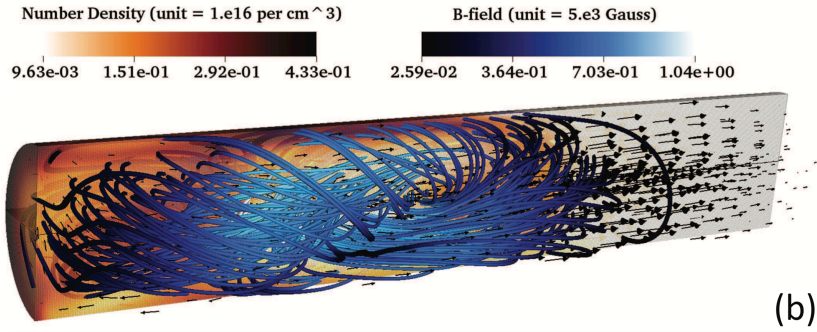 Number Density (unit = 1.e16 per cm^3)
9.63e-03 1.51e-01 2.92e-01 4.33e-01
B-field (unit = 5.e3 Gauss)
2.59e-02 3.64e-01 7.03e-01 1.04e+00
(b)